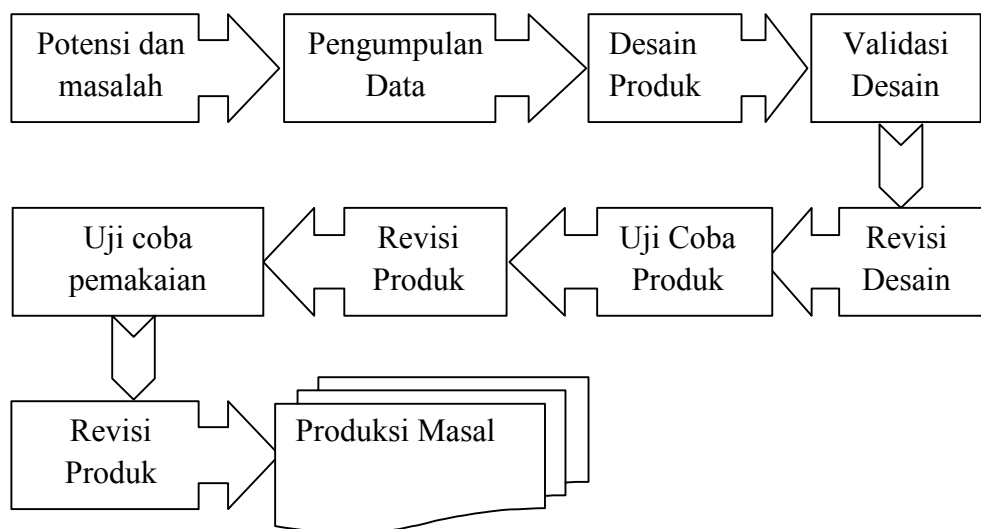 Potensi dan
masalah
Pengumpulan
Data
Desain
Produk
Validasi
Desain
Revisi
Desain
Uji Coba
Produk
Revisi
Produk
Uji coba
pemakaian
Revisi
Produk
Produksi Masal